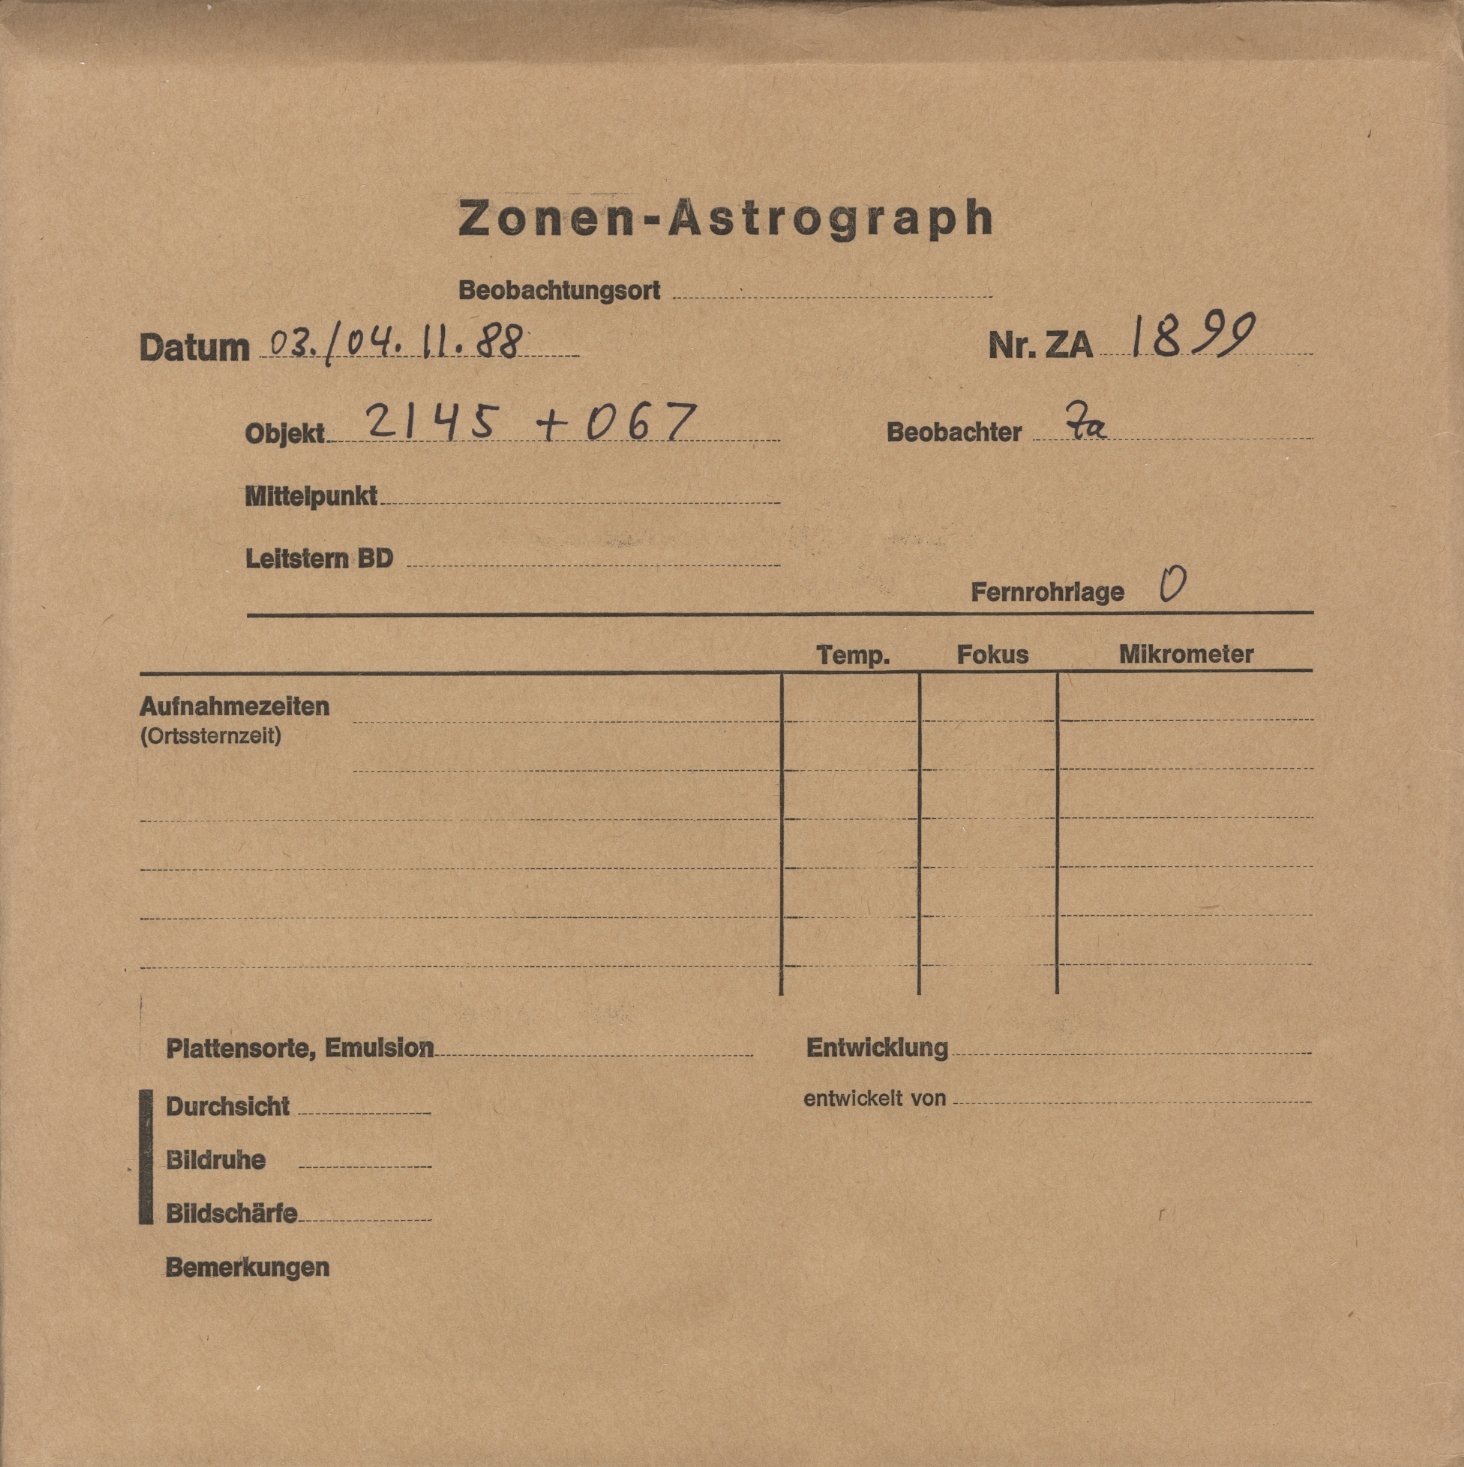 Zonen-Astrograph
Beobachtungsort
Datum 03./04.11.88 Nr. ZA 1899
Objekt 2145 +067 Beobachter Za
Mittelpunkt
Leitstern BD
Fernrohrlage O
Temp. Fokus Mikrometer
Aufnahmezeiten
(Ortssternzeit)
Plattensorte, Emulsion Entwicklung
Durchsicht entwickelt von
Bildruhe
Bildschärfe
Bemerkungen